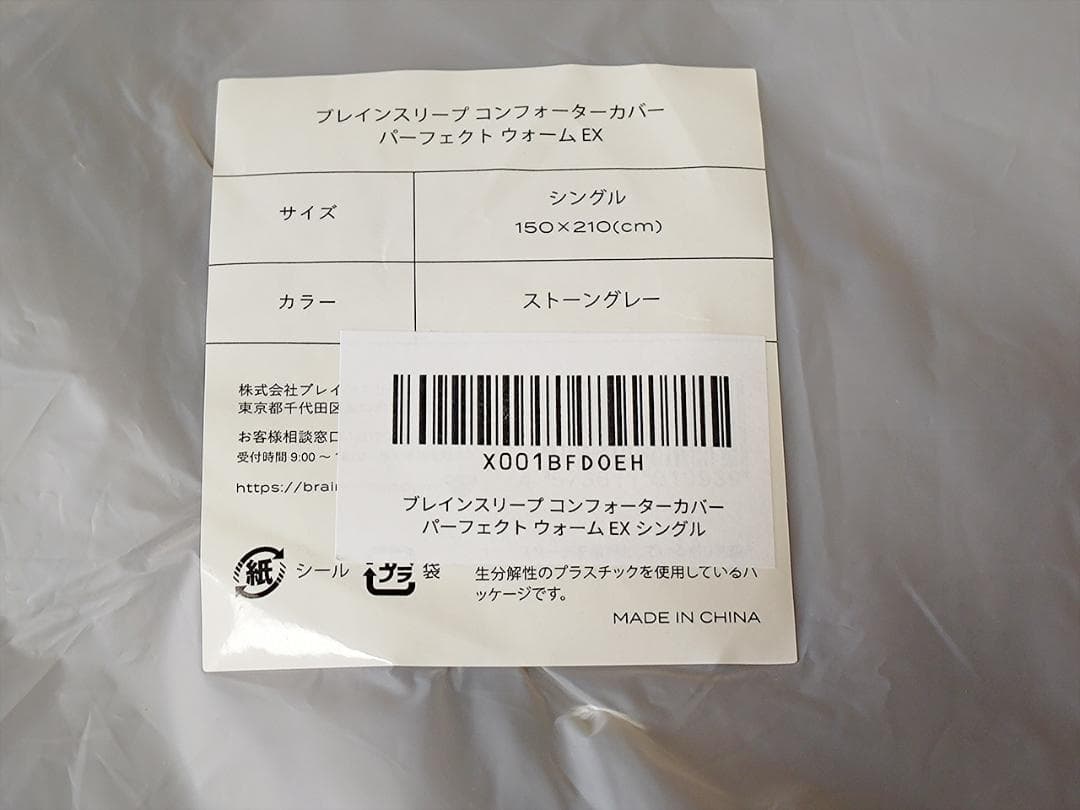 ブレインスリープ コンフォーターカバー
パーフェクト ウォーム EX
サイズ
シングル
150×210(cm)
カラー
ストーングレー
株式会社ブレイ
東京都千代田区
お客様相談窓口
受付時間 9:00 ～
https://brai
X001BFD0EH
ブレインスリープ コンフォーターカバー
パーフェクト ウォーム EX シングル
紙 シール プラ 袋
生分解性のプラスチックを使用しているパ
ッケージです。
MADE IN CHINA